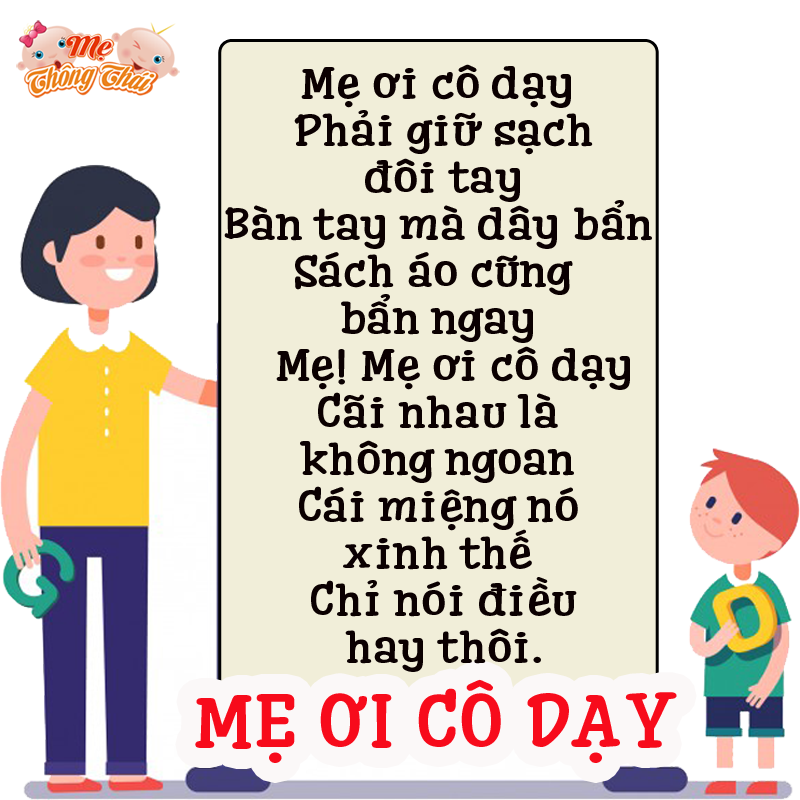 Mẹ
Thông Thái
Mẹ ơi cô dạy
Phải giữ sạch
đôi tay
Bàn tay mà dây bẩn
Sách áo cũng
bẩn ngay
Mẹ! Mẹ ơi cô dạy
Cãi nhau là
không ngoan
Cái miệng nó
xinh thế
Chỉ nói điều
hay thôi.
MẸ ƠI CÔ DẠY